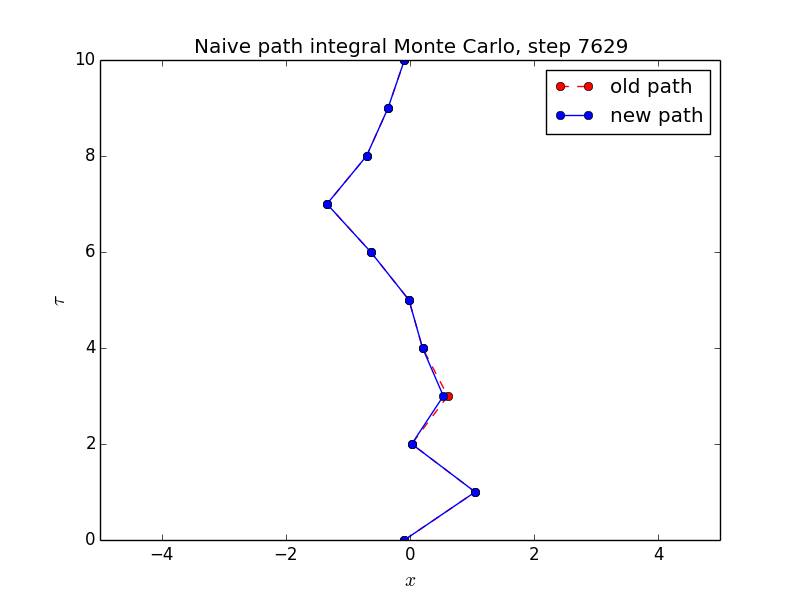 Naive path integral Monte Carlo, step 7629
old path
new path
10
8
6
4
2
0
τ
−4 −2 0 2 4
x